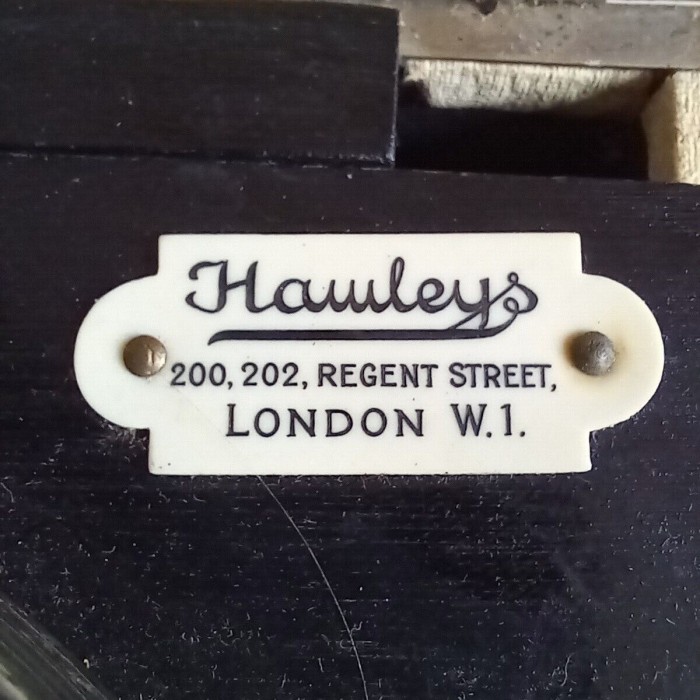 Hamleys
200, 202, REGENT STREET,
LONDON W.1.